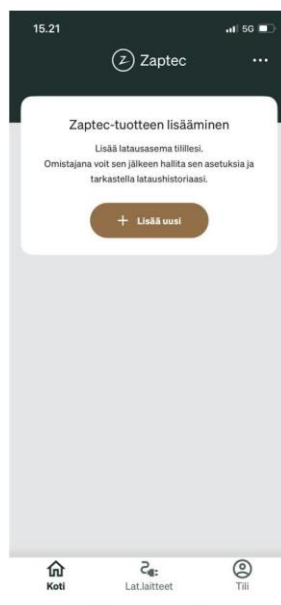 15.21
5G
Zaptec
Zaptec-tuotteen lisääminen
Lisää latausasema tilillesi.
Omistajana voit sen jälkeen hallita sen asetuksia ja
tarkastella lataushistoriaasi.
+ Lisää uusi
Koti
Lat.laitteet
Tili